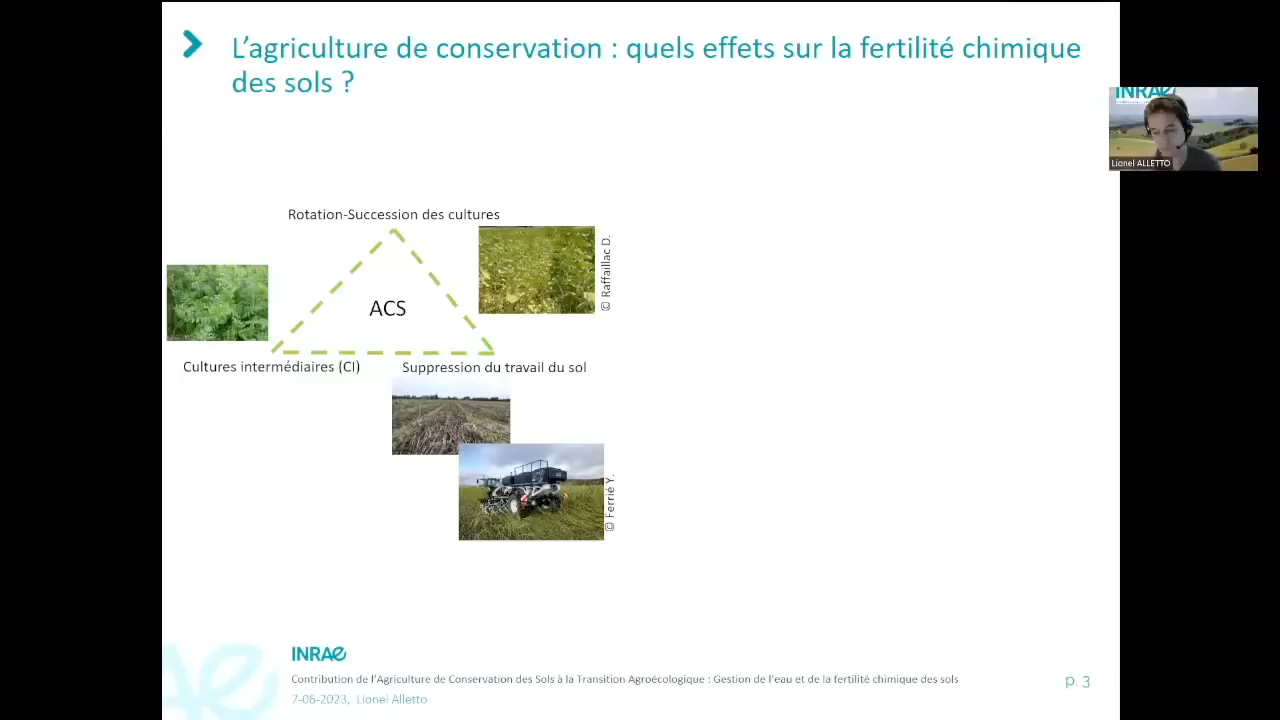 L'agriculture de conservation : quels effets sur la fertilité chimique
des sols ?
INRAE
Lionel ALLETTO
Rotation-Succession des cultures
© Raffaillac D.
ACS
Cultures intermédiaires (CI)
Suppression du travail du sol
© Ferrié Y.
INRAE
Contribution de l'Agriculture de Conservation des Sols à la Transition Agroécologique : Gestion de l'eau et de la fertilité chimique des sols
p. 3
7-06-2023, Lionel Alletto